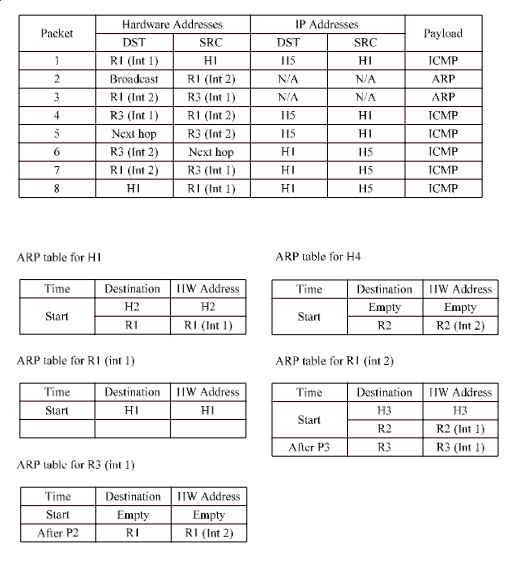 Packet Hardware Addresses IP Addresses Payload
DST SRC DST SRC
1 R1 (Int 1) H1 H5 H1 ICMP
2 Broadcast R1 (Int 2) N/A N/A ARP
3 R1 (Int 2) R3 (Int 1) N/A N/A ARP
4 R3 (Int 1) R1 (Int 2) H5 H1 ICMP
5 Next hop R3 (Int 2) H5 H1 ICMP
6 R3 (Int 2) Next hop H1 H5 ICMP
7 R1 (Int 2) R3 (Int 1) H1 H5 ICMP
8 H1 R1 (Int 1) H1 H5 ICMP
ARP table for H1
Time Destination HW Address
Start H2 H2
R1 R1 (Int 1)
ARP table for H4
Time Destination HW Address
Start Empty Empty
R2 R2 (Int 2)
ARP table for R1 (int 1)
Time Destination HW Address
Start H1 H1
ARP table for R1 (int 2)
Time Destination HW Address
Start H3 H3
R2 R2 (Int 1)
After P3 R3 R3 (Int 1)
ARP table for R3 (int 1)
Time Destination HW Address
Start Empty Empty
After P2 R1 R1 (Int 2)